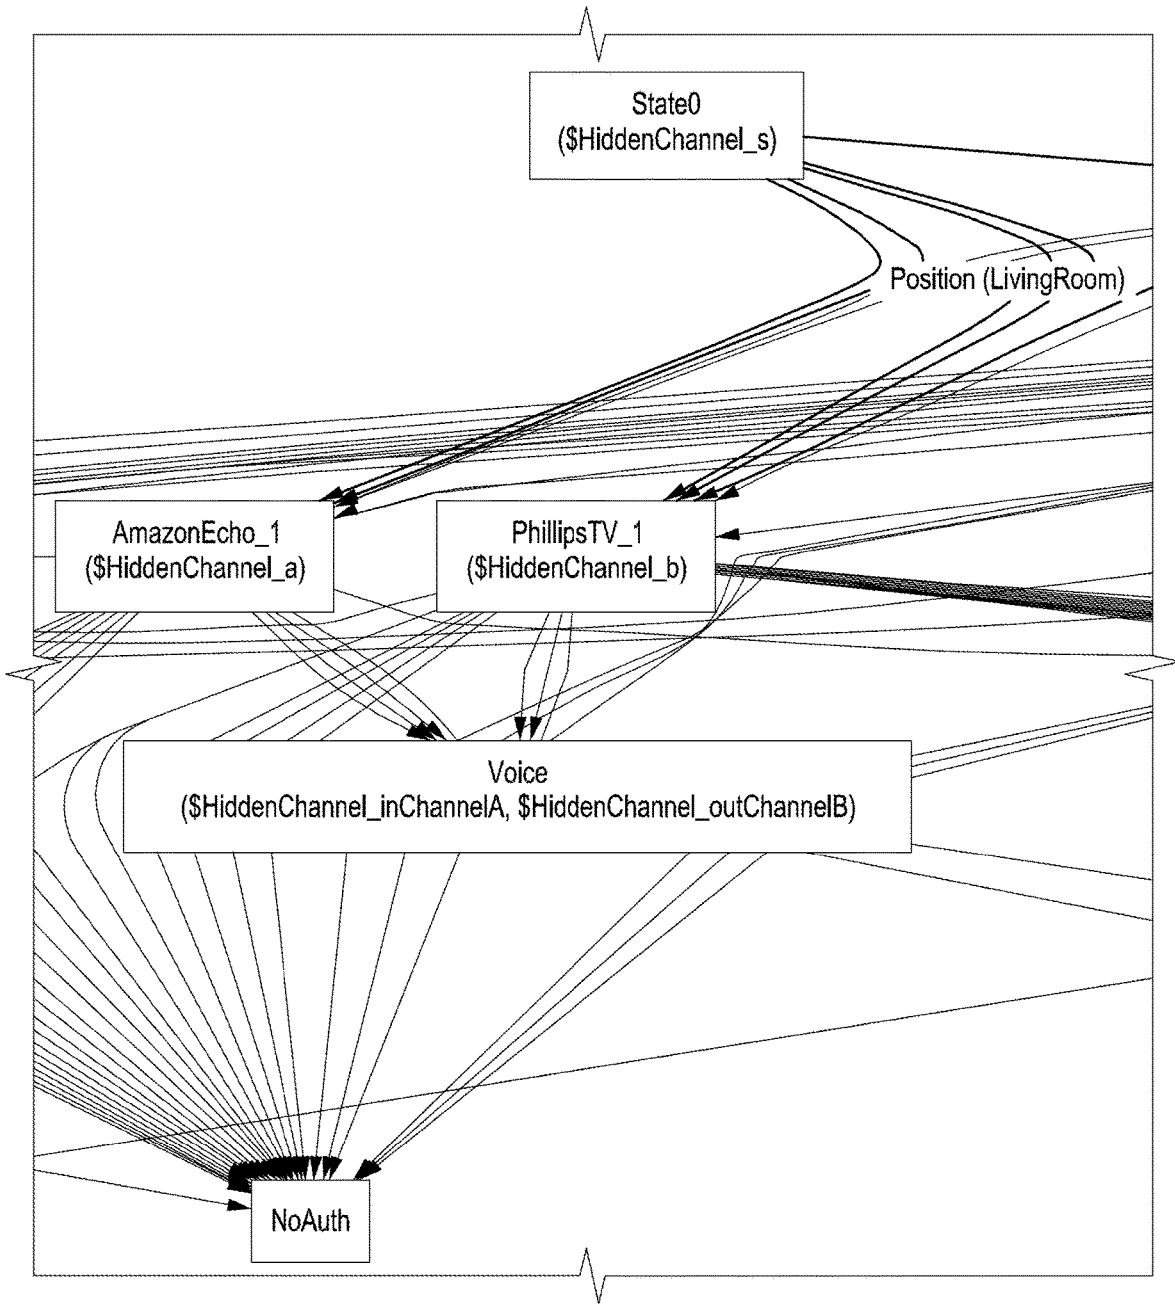 State0
($HiddenChannel_s)
Position (LivingRoom)
AmazonEcho_1
($HiddenChannel_a)
PhillipsTV_1
($HiddenChannel_b)
Voice
($HiddenChannel_inChannelA, $HiddenChannel_outChannelB)
NoAuth